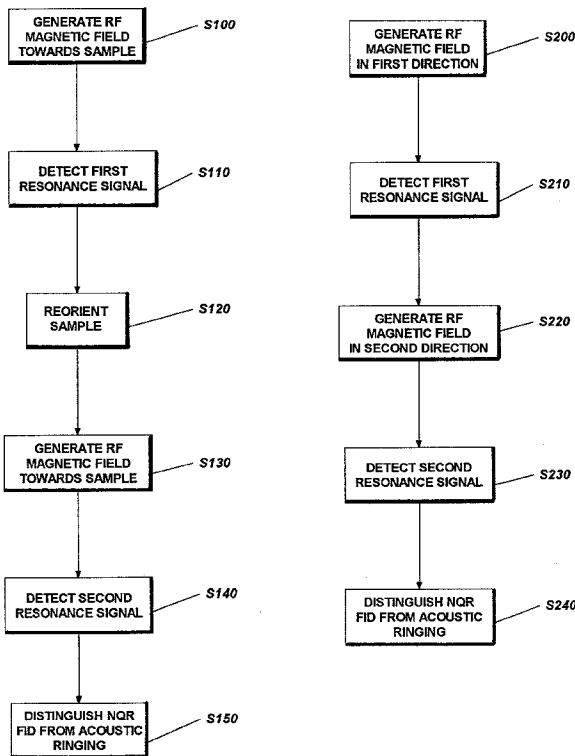 GENERATE RF
MAGNETIC FIELD
TOWARDS SAMPLE
S100
DETECT FIRST
RESONANCE SIGNAL
S110
REORIENT
SAMPLE
S120
GENERATE RF
MAGNETIC FIELD
TOWARDS SAMPLE
S130
DETECT SECOND
RESONANCE SIGNAL
S140
DISTINGUISH NQR
FID FROM ACOUSTIC
RINGING
S150
GENERATE RF
MAGNETIC FIELD
IN FIRST DIRECTION
S200
DETECT FIRST
RESONANCE SIGNAL
S210
GENERATE RF
MAGNETIC FIELD
IN SECOND DIRECTION
S220
DETECT SECOND
RESONANCE SIGNAL
S230
DISTINGUISH NQR
FID FROM ACOUSTIC
RINGING
S240